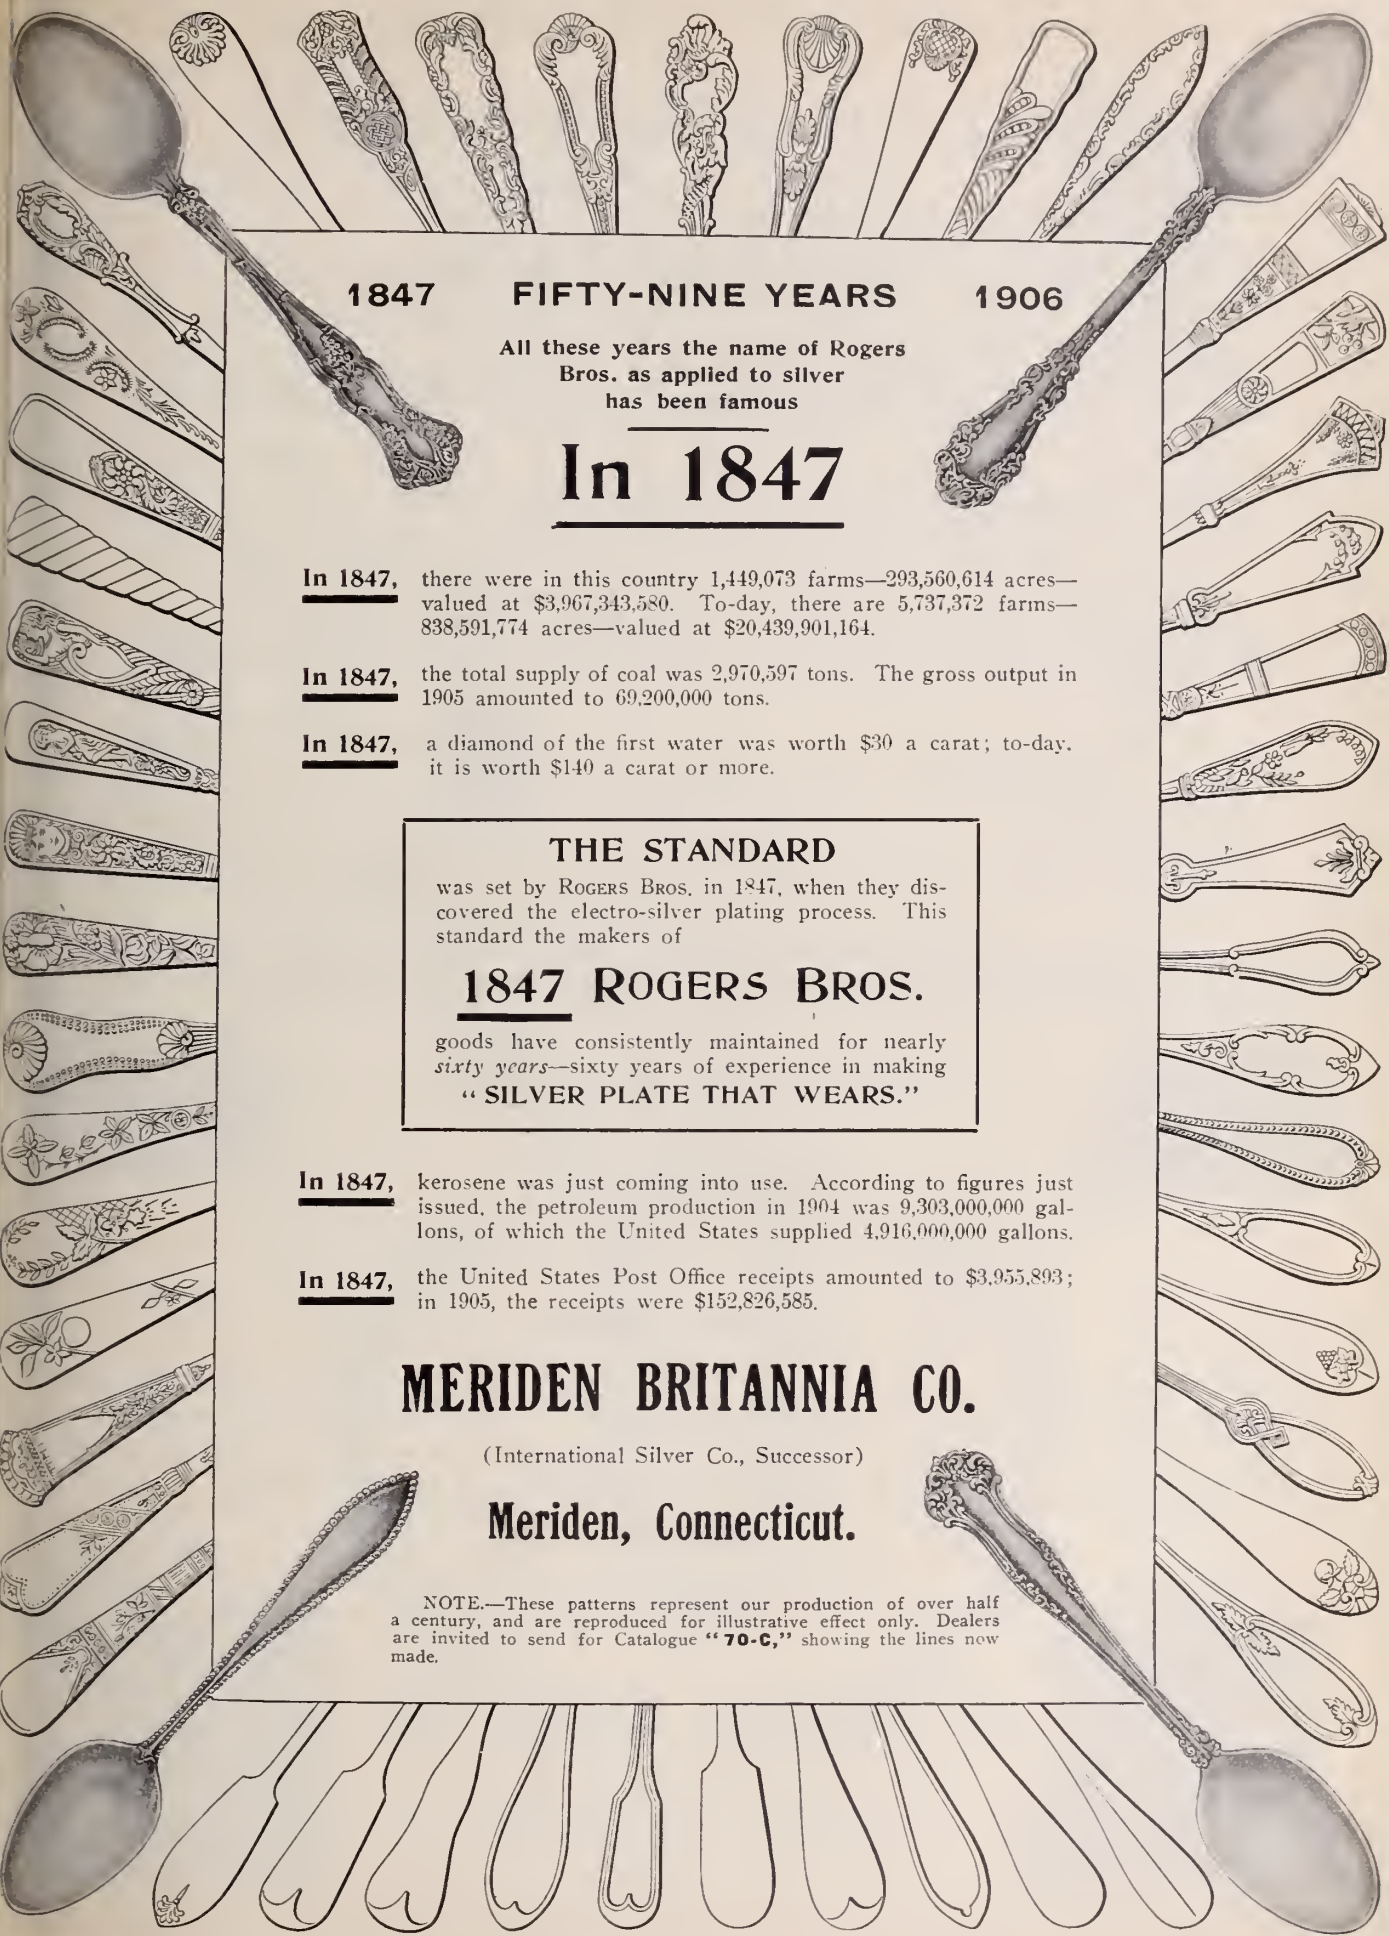 1847 FIFTY-NINE YEARS 1906
All these years the name of Rogers
Bros. as applied to silver
has been famous
In 1847
In 1847, there were in this country 1,449,073 farms—293,560,614 acres—
valued at $3,967,343,580. To-day, there are 5,737,372 farms—
838,591,774 acres—valued at $20,439,901,164.
In 1847, the total supply of coal was 2,970,597 tons. The gross output in
1905 amounted to 69,200,000 tons.
In 1847, a diamond of the first water was worth $30 a carat; to-day.
it is worth $140 a carat or more.
THE STANDARD
was set by ROGERS BROS. in 1847, when they dis-
covered the electro-silver plating process. This
standard the makers of
1847 ROGERS BROS.
goods have consistently maintained for nearly
sixty years—sixty years of experience in making
“SILVER PLATE THAT WEARS.”
In 1847, kerosene was just coming into use. According to figures just
issued, the petroleum production in 1904 was 9,303,000,000 gal-
lons, of which the United States supplied 4,916,000,000 gallons.
In 1847, the United States Post Office receipts amounted to $3,955,893;
in 1905, the receipts were $152,826,585.
MERIDEN BRITANNIA CO.
(International Silver Co., Successor)
Meriden, Connecticut.
NOTE.—These patterns represent our production of over half
a century, and are reproduced for illustrative effect only. Dealers
are invited to send for Catalogue “70-C,” showing the lines now
made.